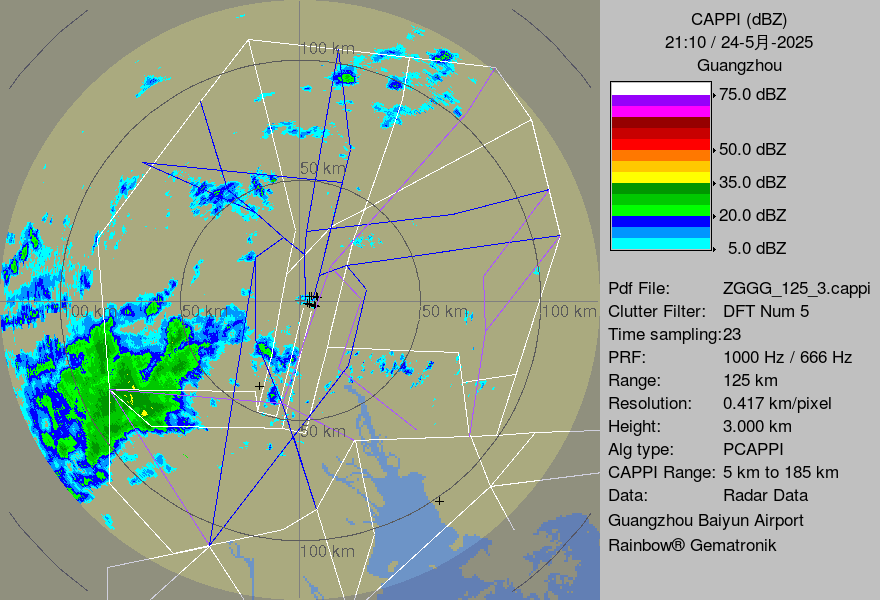 CAPPI (dBZ)
21:10 / 24-5月-2025
Guangzhou
75.0 dBZ
50.0 dBZ
35.0 dBZ
20.0 dBZ
5.0 dBZ
Pdf File: ZGGG_125_3.cappi
Clutter Filter: DFT Num 5
Time sampling:23
PRF: 1000 Hz / 666 Hz
Range: 125 km
Resolution: 0.417 km/pixel
Height: 3.000 km
Alg type: PCAPPI
CAPPI Range: 5 km to 185 km
Data: Radar Data
Guangzhou Baiyun Airport
Rainbow® Gematronik
100 km
50 km
100 km 50 km 50 km 100 km
50 km
100 km